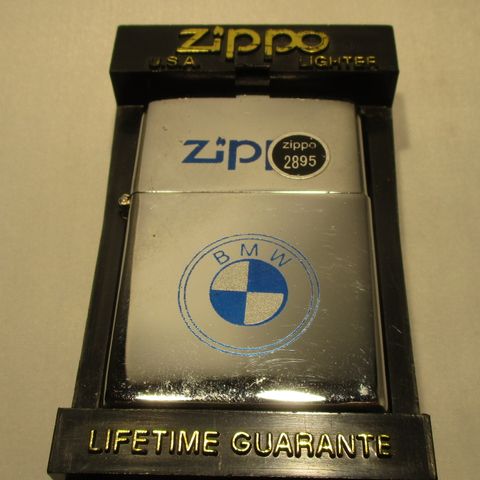 Zippo
U.S.A. LIGHTER
Zipp
zippo
2895
BMW
LIFETIME GUARANTE